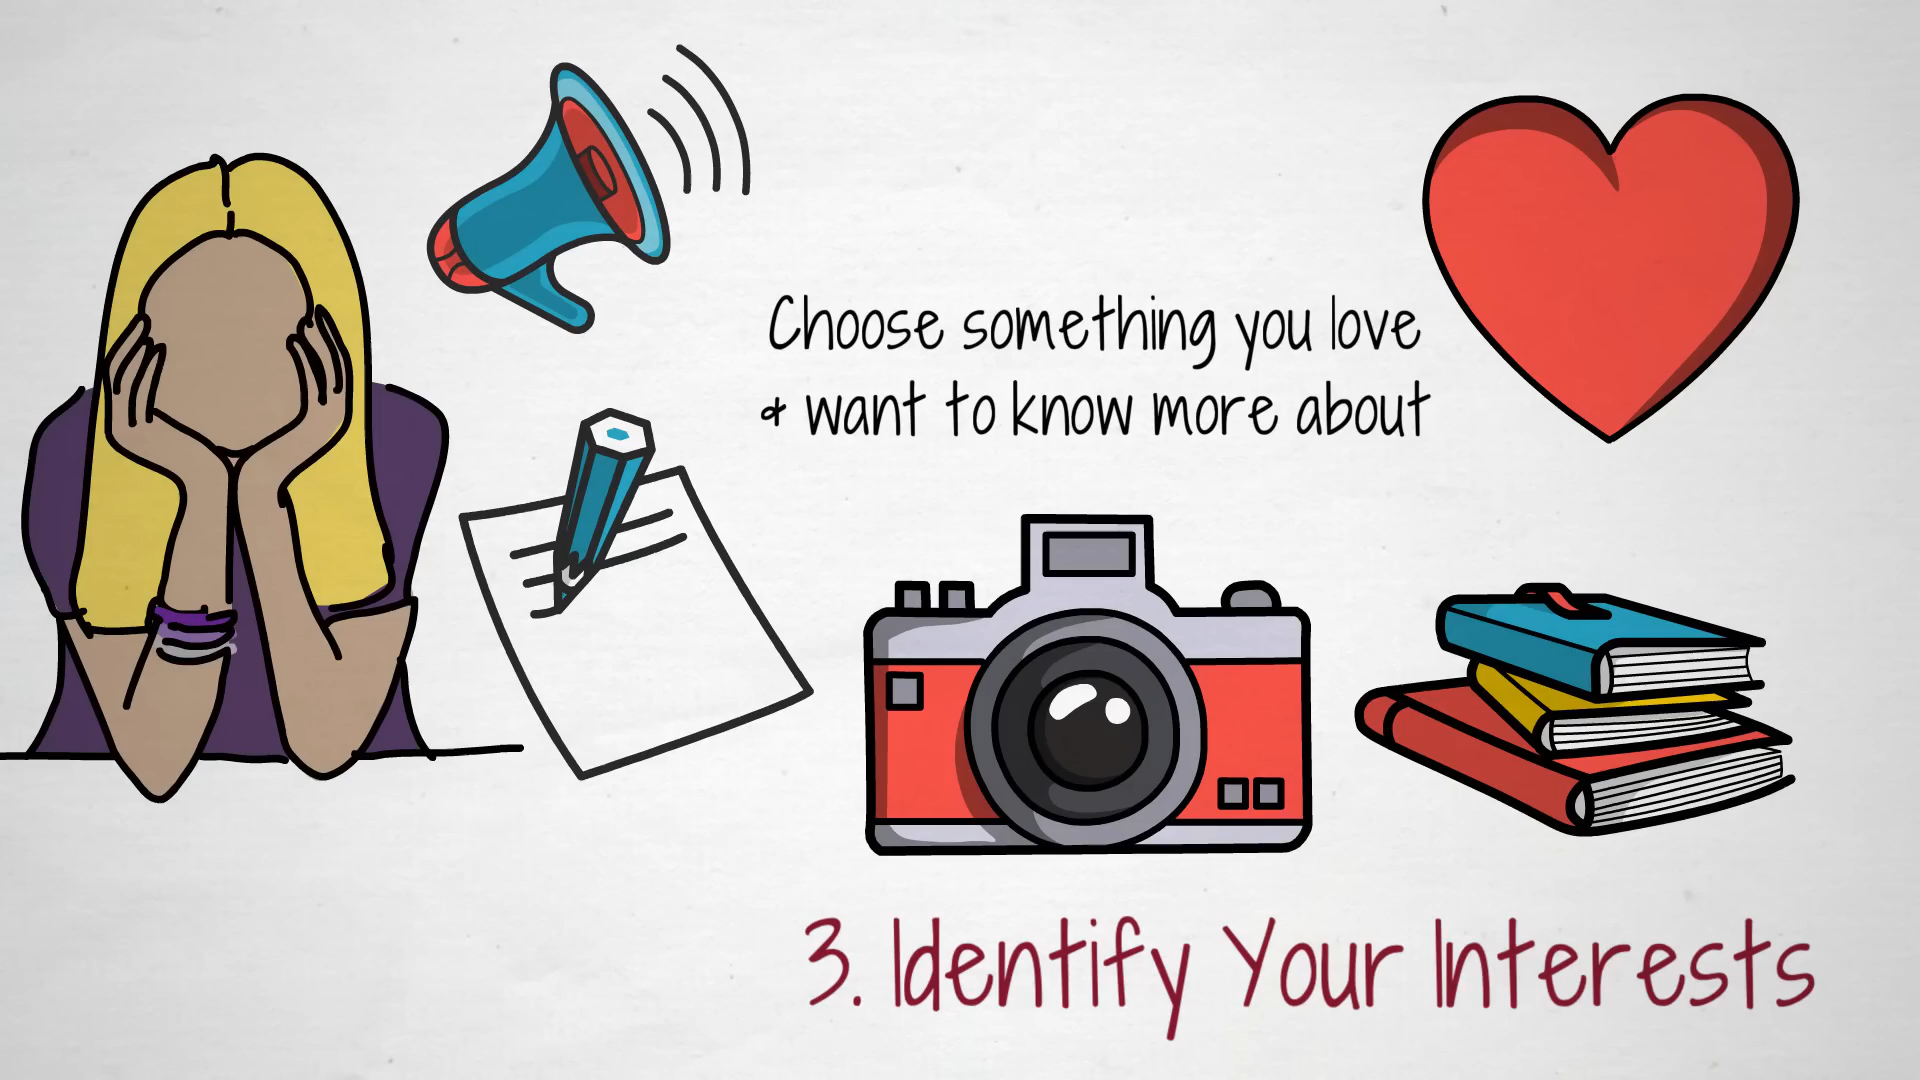 Choose something you love
& want to know more about
3. Identify Your Interests